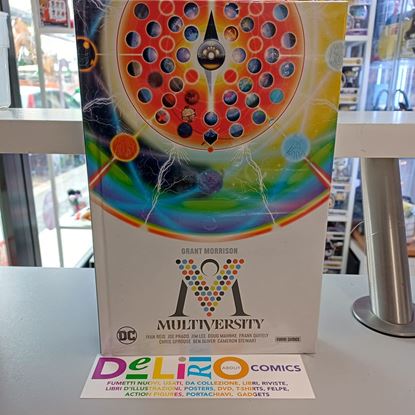 GRANT MORRISON
MULTIVERSITY
IVAN REIS JOE PRADO JIM LEE DOUG MAHNKE FRANK QUITELY
CHRIS SPROUSE BEN OLIVER CAMERON STEWART
DC
PANINI COMICS
DELIRIO ABOUT COMICS
FUMETTI NUOVI, USATI, DA COLLEZIONE, LIBRI, RIVISTE,
LIBRI D'ILLUSTRAZIONI, POSTERS, DVD, T-SHIRTS, FELPE,
ACTION FIGURES, PORTACHIAVI, GADGETS